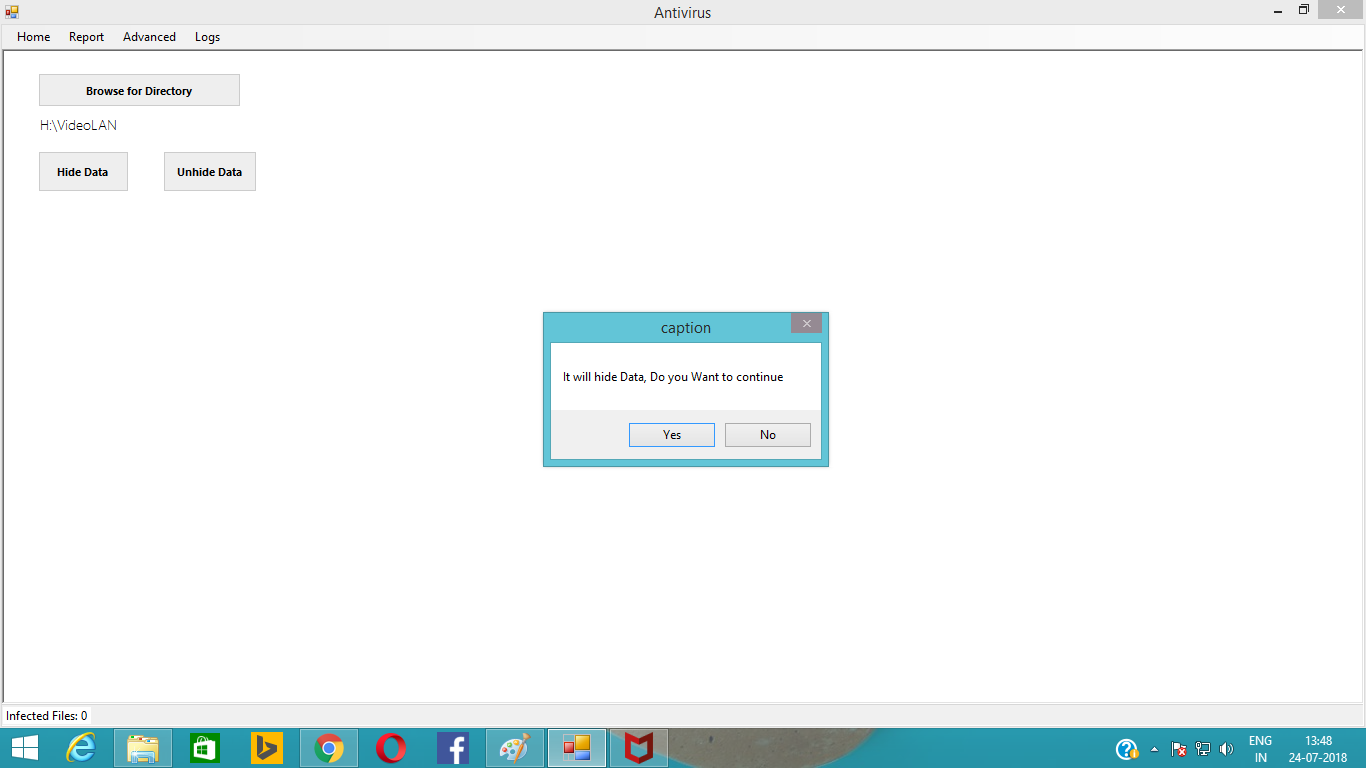 Antivirus
Home Report Advanced Logs
Browse for Directory
H:\VideoLAN
Hide Data Unhide Data
caption
It will hide Data, Do you Want to continue
Yes No
Infected Files: 0
ENG 13:48
IN 24-07-2018